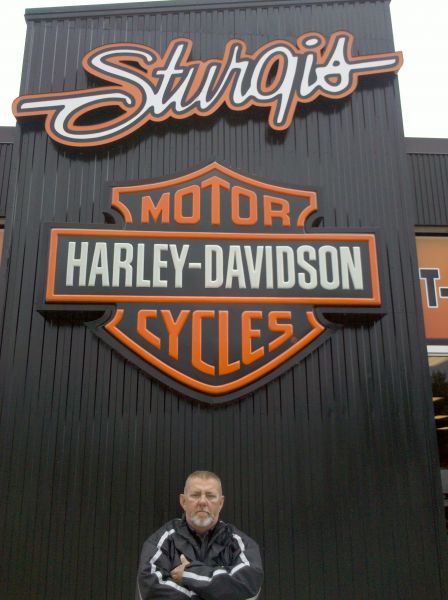 Sturgis
MOTOR
HARLEY-DAVIDSON
CYCLES
T-